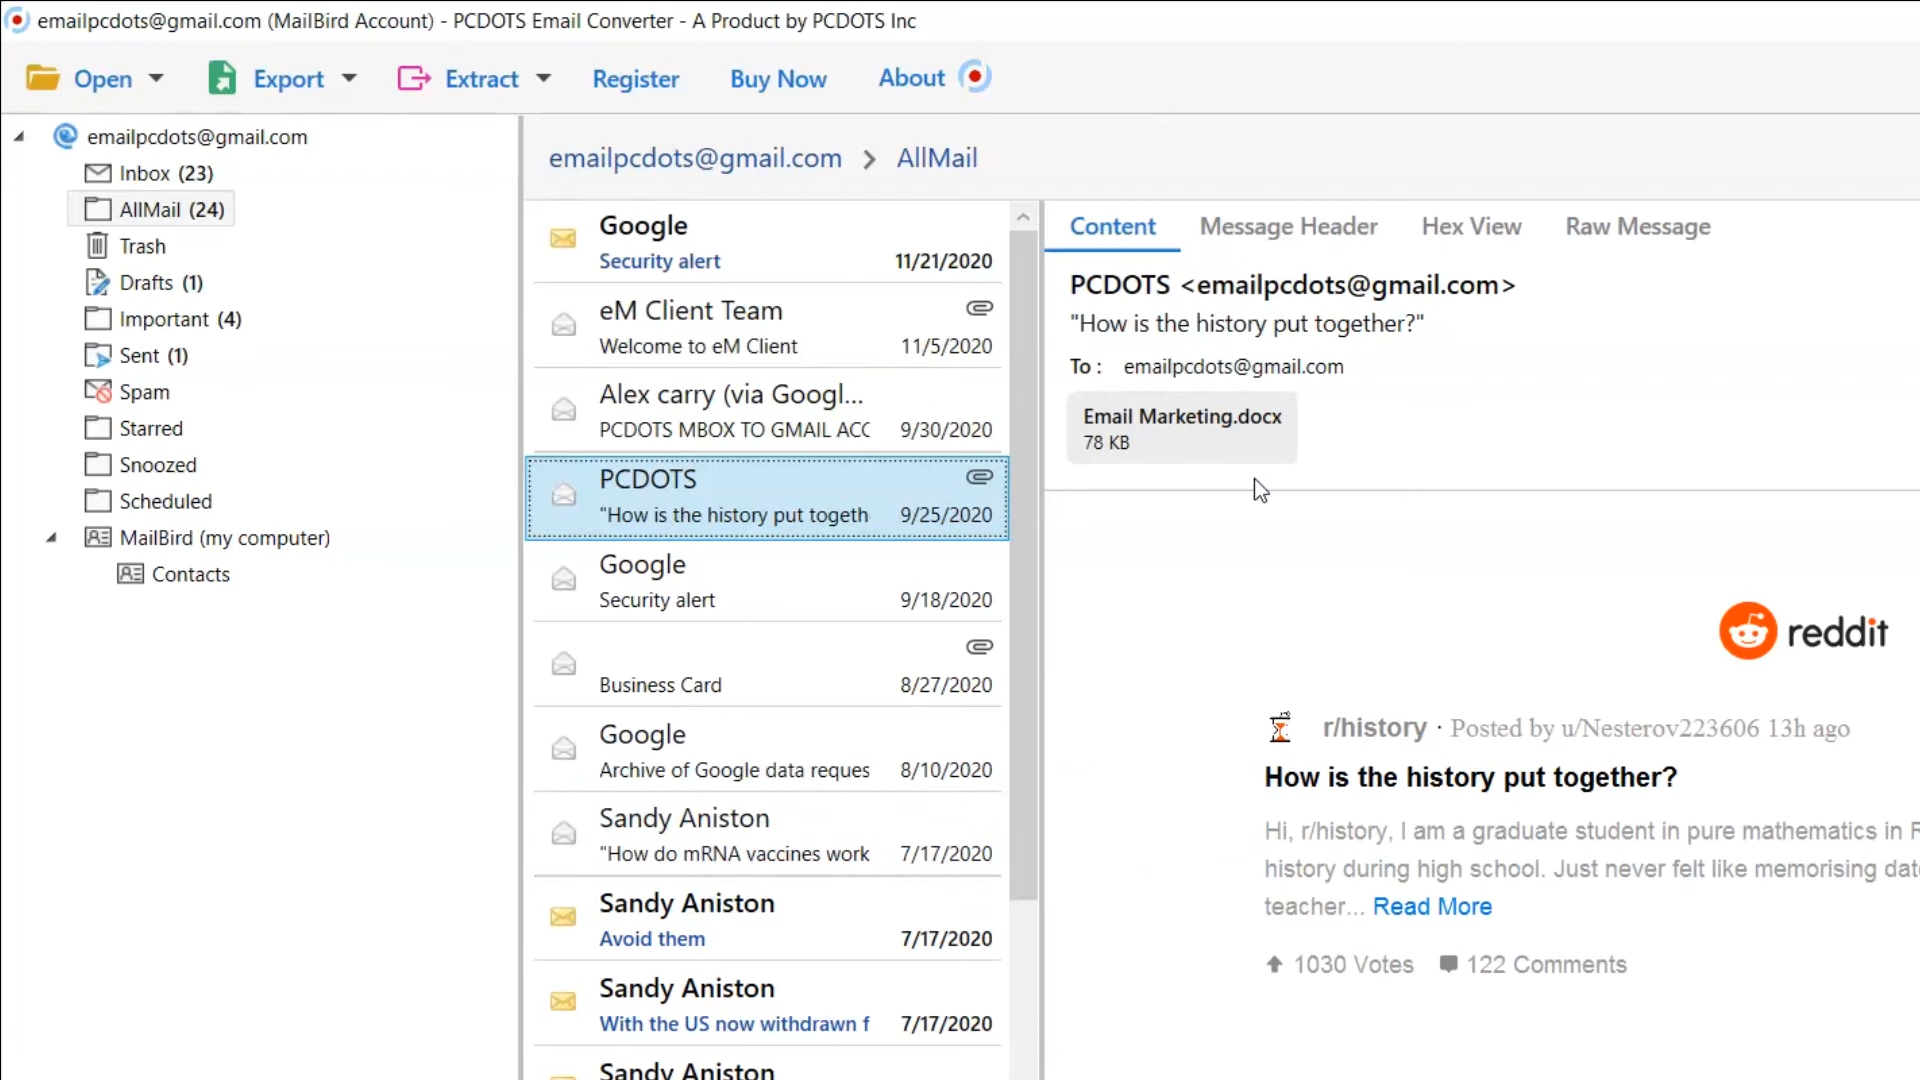 emailpcdots@gmail.com (MailBird Account) - PCDOTS Email Converter - A Product by PCDOTS Inc
Open Export Extract Register Buy Now About
emailpcdots@gmail.com
Inbox (23)
AllMail (24)
Trash
Drafts (1)
Important (4)
Sent (1)
Spam
Starred
Snoozed
Scheduled
MailBird (my computer)
Contacts
emailpcdots@gmail.com > AllMail
Google
Security alert 11/21/2020
eM Client Team
Welcome to eM Client 11/5/2020
Alex carry (via Googl...
PCDOTS MBOX TO GMAIL ACC 9/30/2020
PCDOTS
"How is the history put togeth 9/25/2020
Google
Security alert 9/18/2020
Business Card 8/27/2020
Google
Archive of Google data reques 8/10/2020
Sandy Aniston
"How do mRNA vaccines work 7/17/2020
Sandy Aniston
Avoid them 7/17/2020
Sandy Aniston
With the US now withdrawn f 7/17/2020
Sandy Aniston
Content Message Header Hex View Raw Message
PCDOTS <emailpcdots@gmail.com>
"How is the history put together?"
To : emailpcdots@gmail.com
Email Marketing.docx
78 KB
reddit
r/history · Posted by u/Nesterov223606 13h ago
How is the history put together?
Hi, r/history, I am a graduate student in pure mathematics in
history during high school. Just never felt like memorising
teacher... Read More
1030 Votes 122 Comments